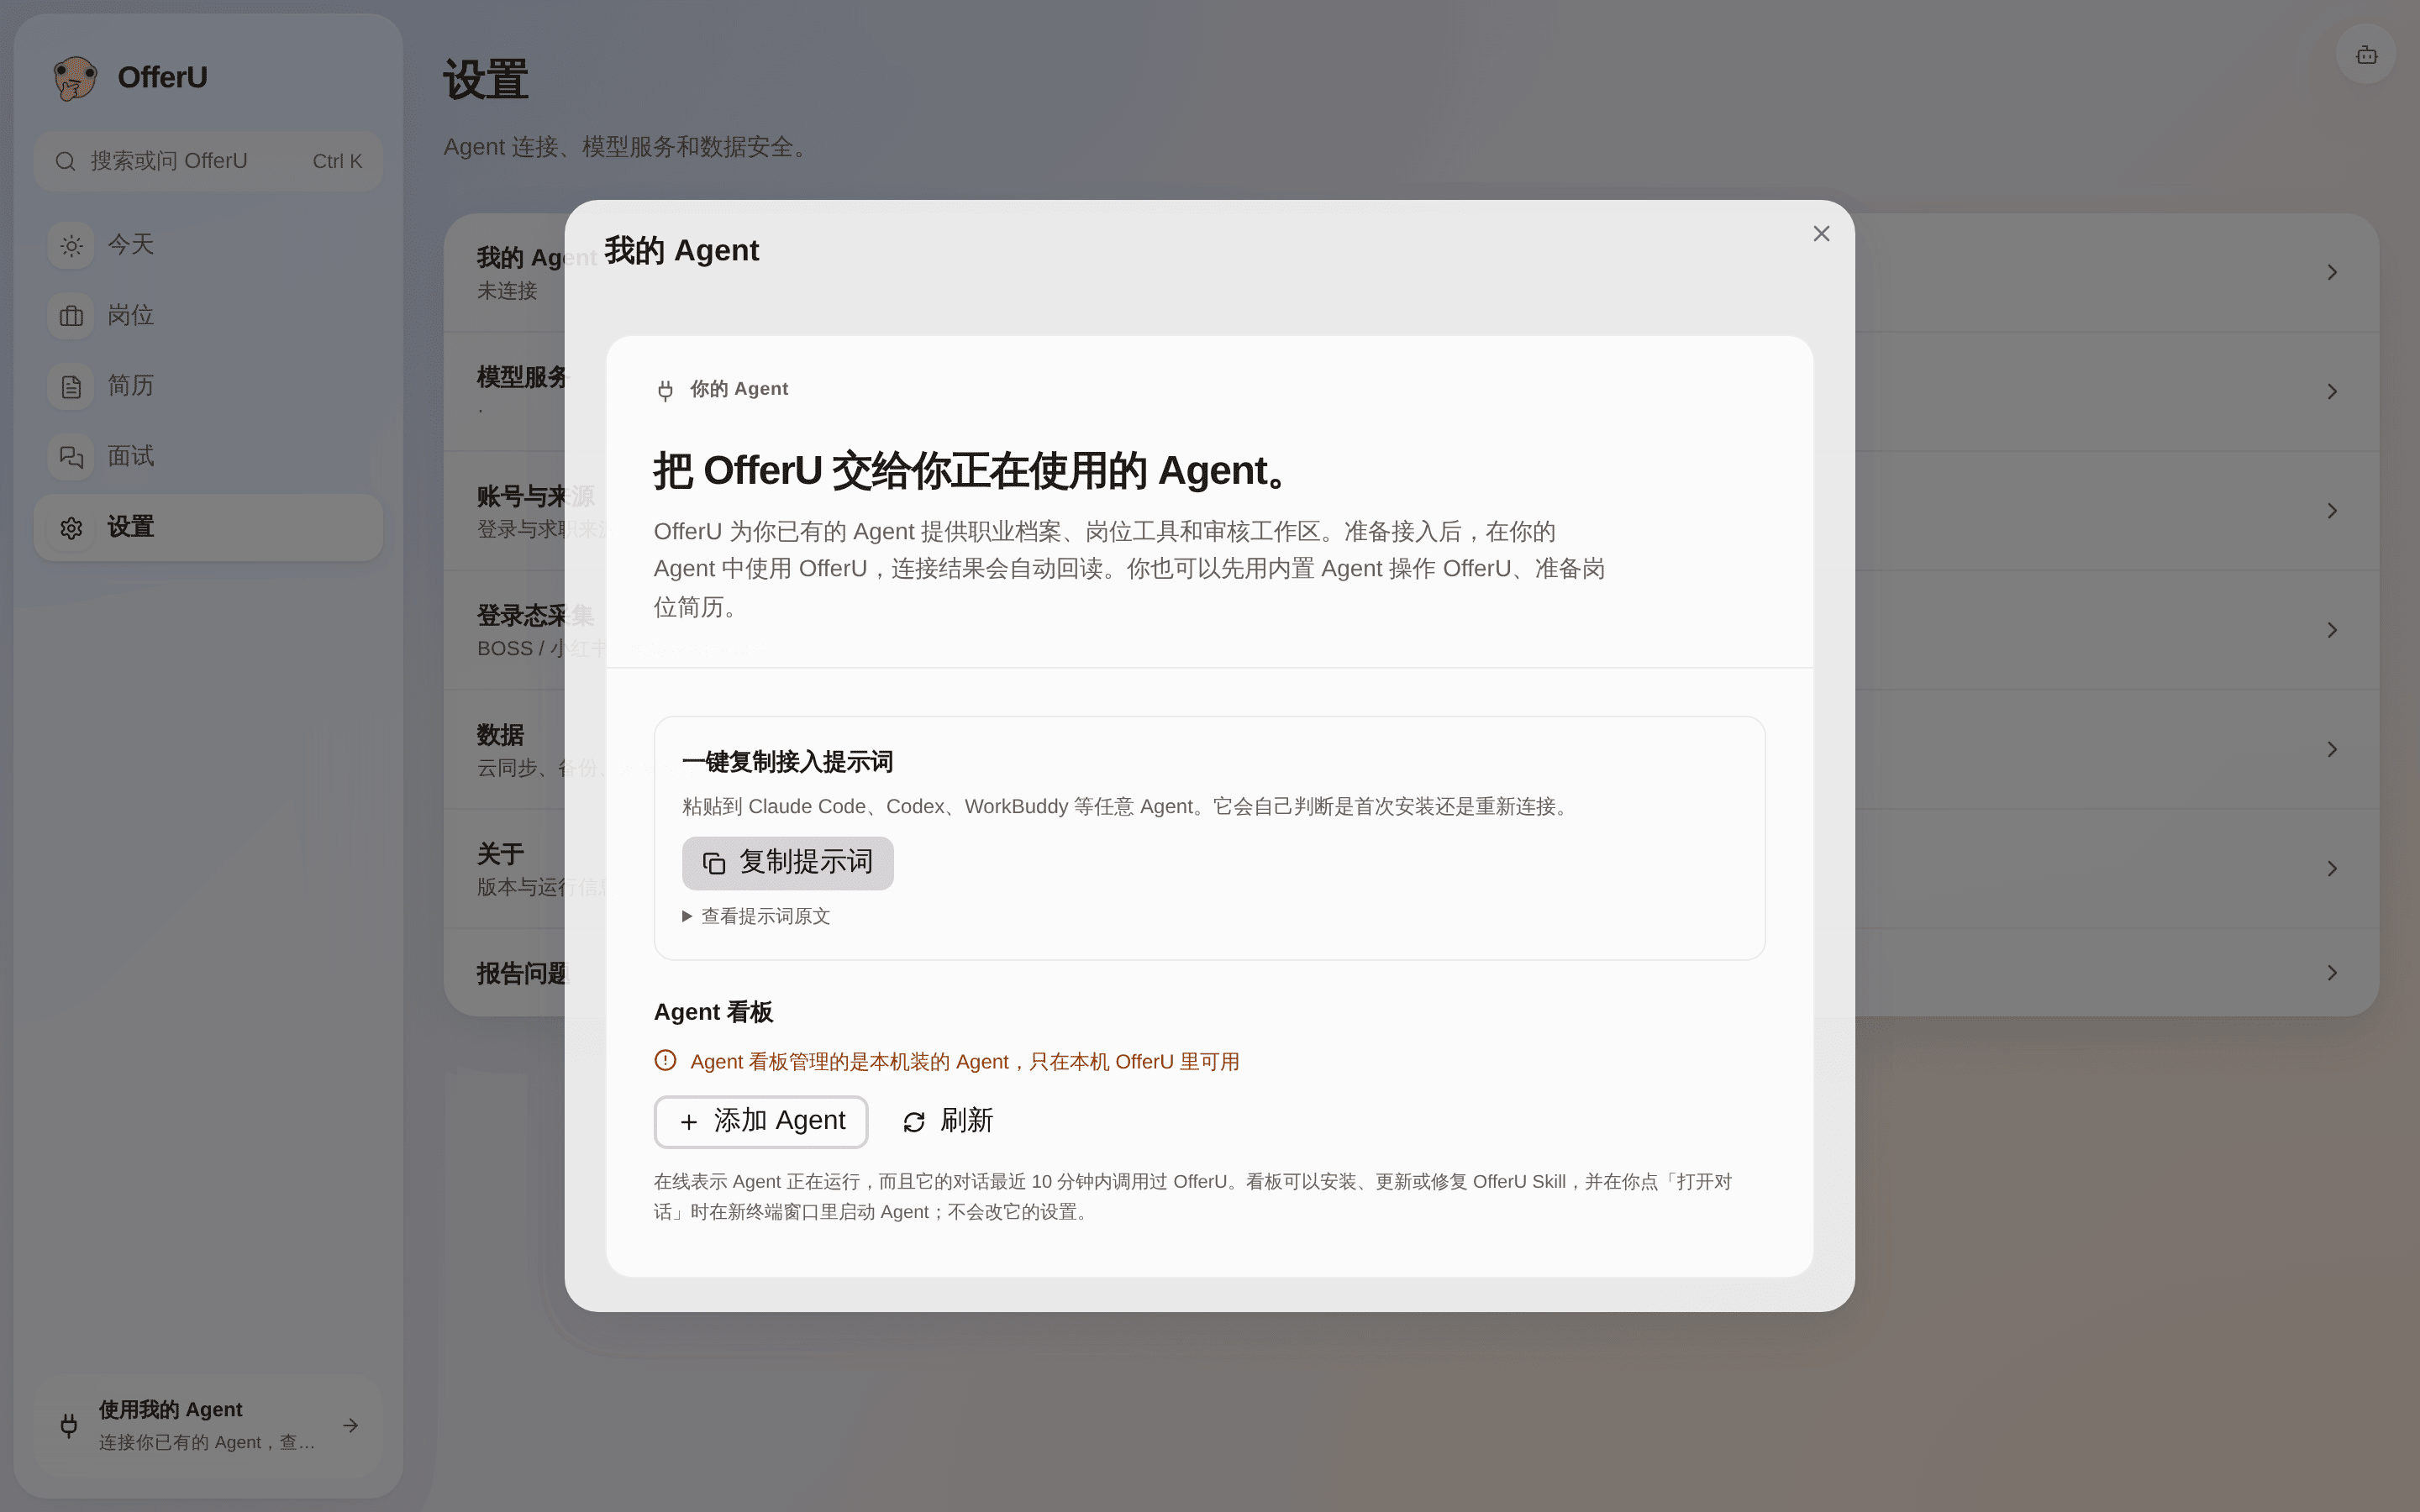 OfferU
搜索或问 OfferU
Ctrl K
今天
岗位
简历
面试
设置
使用我的 Agent
连接你已有的 Agent，查…
设置
Agent 连接、模型服务和数据安全。
我的 Agent
未连接
模型服务
·
账号与来源
登录与求职来
登录态采集
BOSS / 小红书
数据
云同步、备份、
关于
版本与运行信息
报告问题
我的 Agent
你的 Agent
把 OfferU 交给你正在使用的 Agent。
OfferU 为你已有的 Agent 提供职业档案、岗位工具和审核工作区。准备接入后，在你的
Agent 中使用 OfferU，连接结果会自动回读。你也可以先用内置 Agent 操作 OfferU、准备岗
位简历。
一键复制接入提示词
粘贴到 Claude Code、Codex、WorkBuddy 等任意 Agent。它会自己判断是首次安装还是重新连接。
复制提示词
查看提示词原文
Agent 看板
Agent 看板管理的是本机装的 Agent，只在本机 OfferU 里可用
添加 Agent
刷新
在线表示 Agent 正在运行，而且它的对话最近 10 分钟内调用过 OfferU。看板可以安装、更新或修复 OfferU Skill，并在你点「打开对
话」时在新终端窗口里启动 Agent；不会改它的设置。